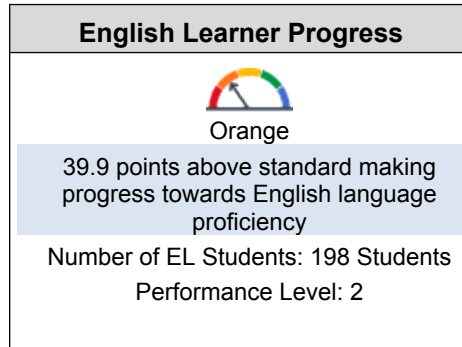 English Learner Progress
Orange
39.9 points above standard making
progress towards English language
proficiency
Number of EL Students: 198 Students
Performance Level: 2